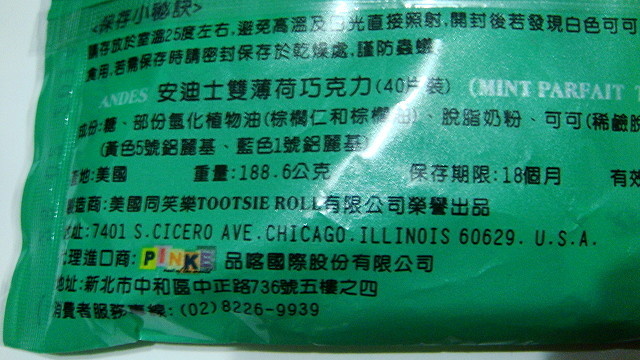 <保存小秘訣>
存放於室溫25度左右,避免高溫及日光直接照射,開封後若發現白色可可
食用,若需保存時請密封保存於乾燥處,謹防蟲蟻
ANDES 安迪士雙薄荷巧克力(40片裝) (MINT PARFAIT T
成份:糖、部份氫化植物油(棕櫚仁和棕櫚油)、脫脂奶粉、可可(稀鹼脫
(黃色5號鋁麗基、藍色1號鋁麗基)
產地:美國 重量:188.6公克 保存期限:18個月 有效
製造商:美國同笑樂TOOTSIE ROLL有限公司榮譽出品
地址:7401 S.CICERO AVE.CHICAGO.ILLINOIS 60629. U.S.A.
代理進口商: PINKE 品喀國際股份有限公司
地址:新北市中和區中正路736號五樓之四
消費者服務專線: (02)8226-9939